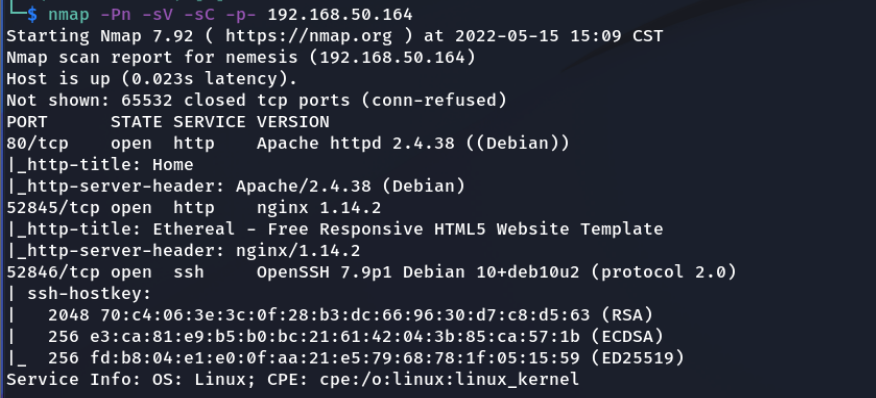 └─$ nmap -Pn -sV -sC -p- 192.168.50.164
Starting Nmap 7.92 ( https://nmap.org ) at 2022-05-15 15:09 CST
Nmap scan report for nemesis (192.168.50.164)
Host is up (0.023s latency).
Not shown: 65532 closed tcp ports (conn-refused)
PORT      STATE SERVICE VERSION
80/tcp    open  http    Apache httpd 2.4.38 ((Debian))
|_http-title: Home
|_http-server-header: Apache/2.4.38 (Debian)
52845/tcp open  http    nginx 1.14.2
|_http-title: Ethereal - Free Responsive HTML5 Website Template
|_http-server-header: nginx/1.14.2
52846/tcp open  ssh     OpenSSH 7.9p1 Debian 10+deb10u2 (protocol 2.0)
| ssh-hostkey:
|   2048 70:c4:06:3e:3c:0f:28:b3:dc:66:96:30:d7:c8:d5:63 (RSA)
|   256 e3:ca:81:e9:b5:b0:bc:21:61:42:04:3b:85:ca:57:1b (ECDSA)
|_  256 fd:b8:04:e1:e0:0f:aa:21:e5:79:68:78:1f:05:15:59 (ED25519)
Service Info: OS: Linux; CPE: cpe:/o:linux:linux_kernel